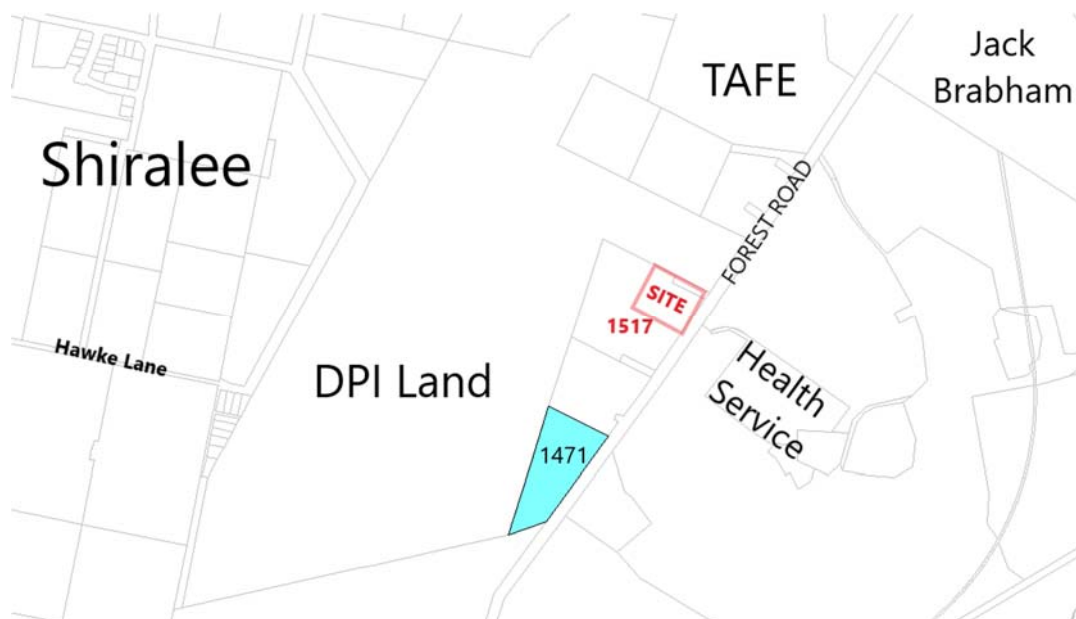 Jack
Brabham
TAFE
Shiralee
FOREST ROAD
SITE
1517
Hawke Lane
DPI Land
Health
Service
1471